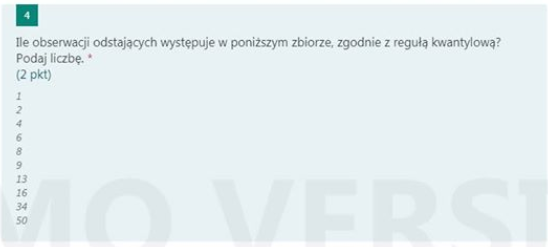 4
Ile obserwacji odstających występuje w poniższym zbiorze, zgodnie z regułą kwantylową?
Podaj liczbę. *
(2 pkt)
1
2
4
6
8
9
13
16
34
50
MO VERSI